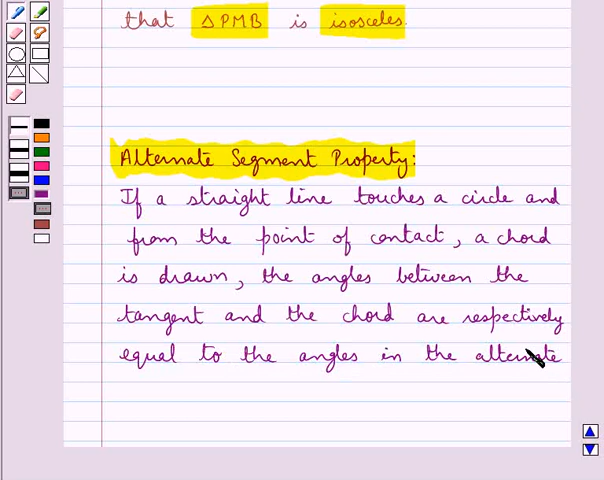 that △PMB is isosceles.
Alternate Segment Property:
If a straight line touches a circle and
from the point of contact, a chord
is drawn, the angles between the
tangent and the chord are respectively
equal to the angles in the alternate